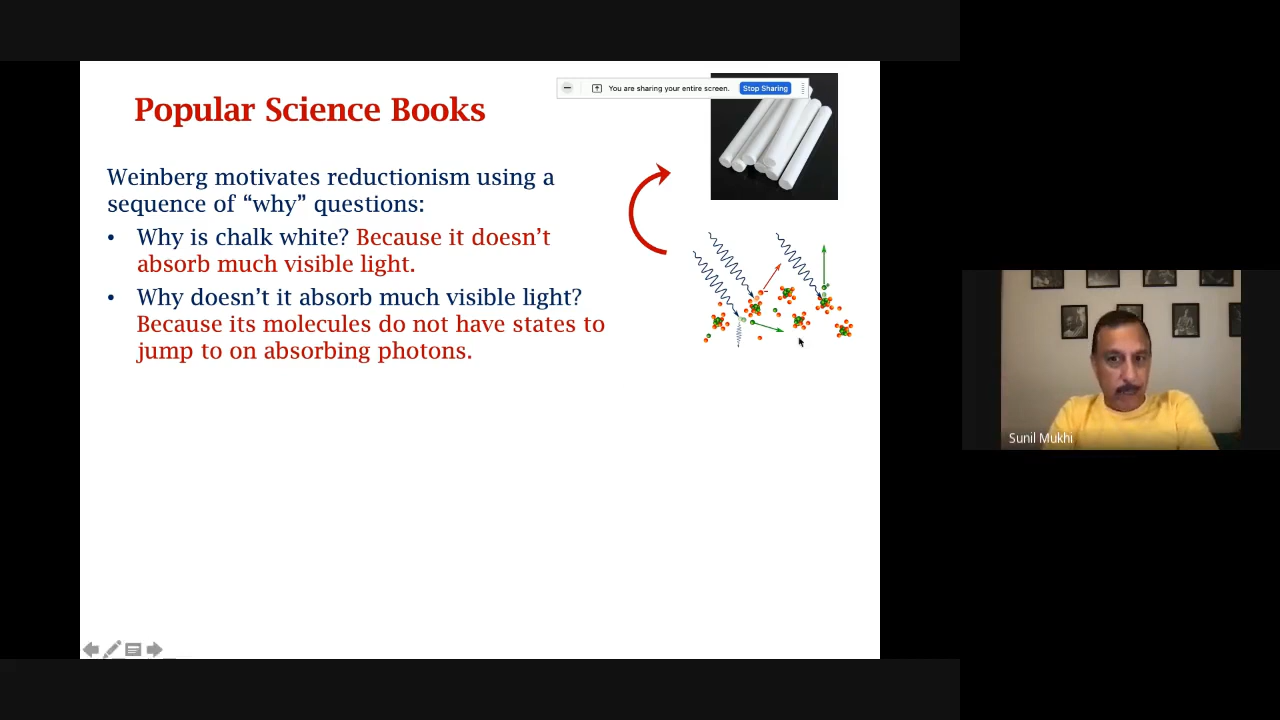 You are sharing your entire screen. Stop Sharing
Popular Science Books
Weinberg motivates reductionism using a
sequence of “why” questions:
• Why is chalk white? Because it doesn’t
absorb much visible light.
• Why doesn’t it absorb much visible light?
Because its molecules do not have states to
jump to on absorbing photons.
Sunil Mukhi